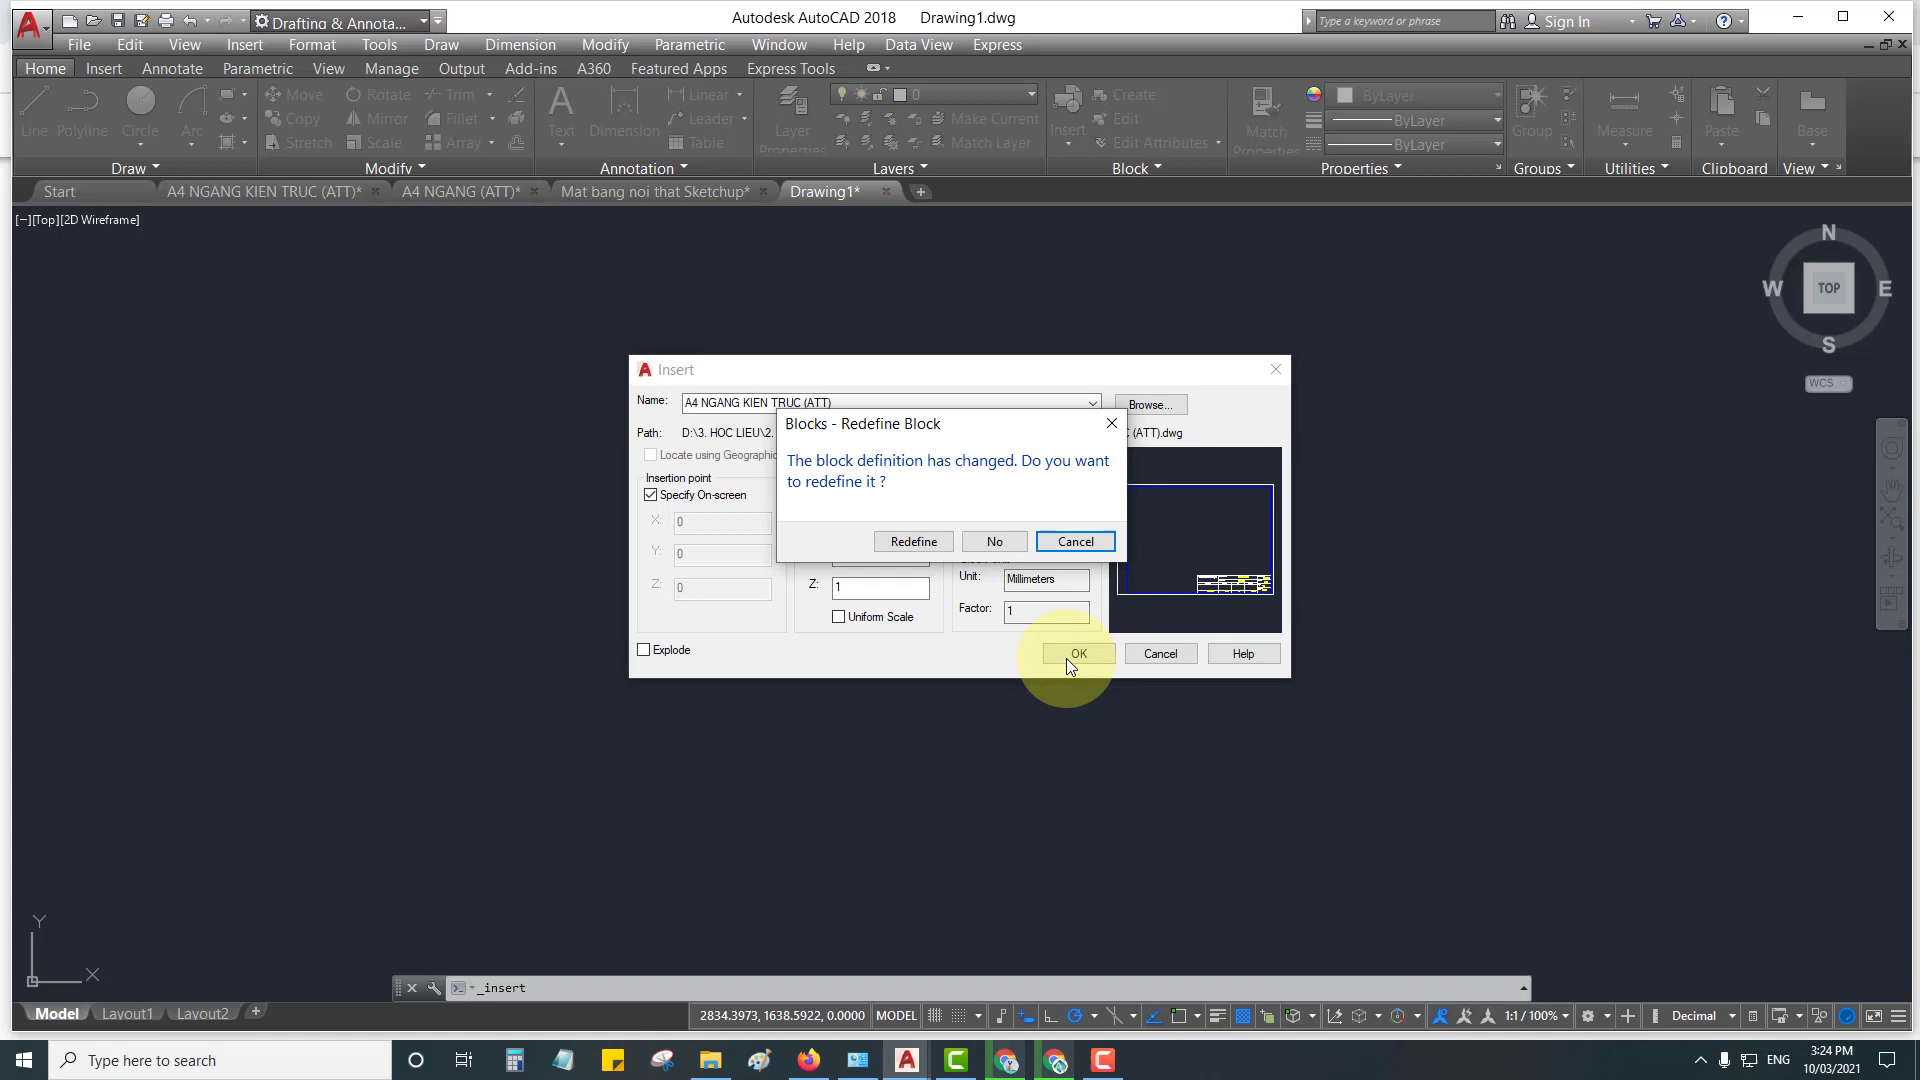 Autodesk AutoCAD 2018 Drawing1.dwg
Drafting & Annota...
Type a keyword or phrase
Sign In
File Edit View Insert Format Tools Draw Dimension Modify Parametric Window Help Data View Express
Home Insert Annotate Parametric View Manage Output Add-ins A360 Featured Apps Express Tools
Line Polyline Circle Arc
Move Rotate Trim
Copy Mirror Fillet
Stretch Scale Array
Text Dimension
Linear
Leader
Table
Layer
Properties
0
Make Current
Match Layer
Insert
Create
Edit
Edit Attributes
Match
Properties
ByLayer
ByLayer
ByLayer
Group
Measure
Paste
Base
Draw Modify Annotation Layers Block Properties Groups Utilities Clipboard View
Start A4 NGANG KIEN TRUC (ATT)* A4 NGANG (ATT)* Mat bang noi that Sketchup* Drawing1*
[−][Top][2D Wireframe]
N
W TOP E
S
WCS
Insert
Name: A4 NGANG KIEN TRUC (ATT) Browse...
Path: D:\3. HOC LIEU\2. C (ATT).dwg
Locate using Geographic
Insertion point
Specify On-screen
X: 0
Y: 0
Z: 0
Blocks - Redefine Block
The block definition has changed. Do you want
to redefine it ?
Redefine No Cancel
Z: 1
Uniform Scale
Unit: Millimeters
Factor: 1
Explode
OK Cancel Help
Y
X
_insert
Model Layout1 Layout2
2834.3973, 1638.5922, 0.0000 MODEL
1:1 / 100%
Decimal
Type here to search
ENG
3:24 PM
10/03/2021